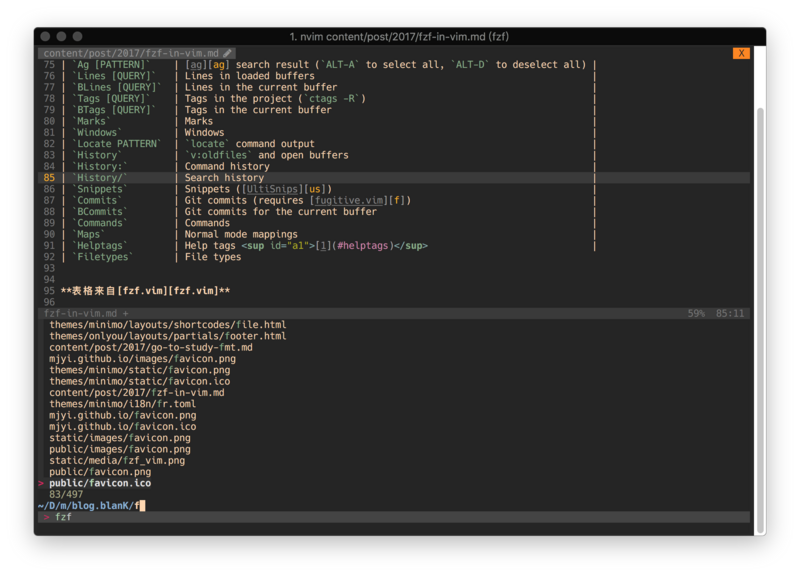 1. nvim content/post/2017/fzf-in-vim.md (fzf)
content/post/2017/fzf-in-vim.md X
75 | `Ag [PATTERN]` | [ag][ag] search result (`ALT-A` to select all, `ALT-D` to deselect all) |
76 | `Lines [QUERY]` | Lines in loaded buffers |
77 | `BLines [QUERY]` | Lines in the current buffer |
78 | `Tags [QUERY]` | Tags in the project (`ctags -R`) |
79 | `BTags [QUERY]` | Tags in the current buffer |
80 | `Marks` | Marks |
81 | `Windows` | Windows |
82 | `Locate PATTERN` | `locate` command output |
83 | `History` | `v:oldfiles` and open buffers |
84 | `History:` | Command history |
85 | `History/` | Search history |
86 | `Snippets` | Snippets ([UltiSnips][us]) |
87 | `Commits` | Git commits (requires [fugitive.vim][f]) |
88 | `BCommits` | Git commits for the current buffer |
89 | `Commands` | Commands |
90 | `Maps` | Normal mode mappings |
91 | `Helptags` | Help tags <sup id="a1">[1](#helptags)</sup> |
92 | `Filetypes` | File types
93
94
95 **表格来自[fzf.vim][fzf.vim]**
96
fzf-in-vim.md + 59% 85:11
themes/minimo/layouts/shortcodes/file.html
themes/onlyou/layouts/partials/footer.html
content/post/2017/go-to-study-fmt.md
mjyi.github.io/images/favicon.png
themes/minimo/static/favicon.png
themes/minimo/static/favicon.ico
content/post/2017/fzf-in-vim.md
themes/minimo/i18n/fr.toml
mjyi.github.io/favicon.png
mjyi.github.io/favicon.ico
static/images/favicon.png
public/images/favicon.png
static/media/fzf_vim.png
public/favicon.png
> public/favicon.ico
83/497
~/D/m/blog.blanK/f
> fzf